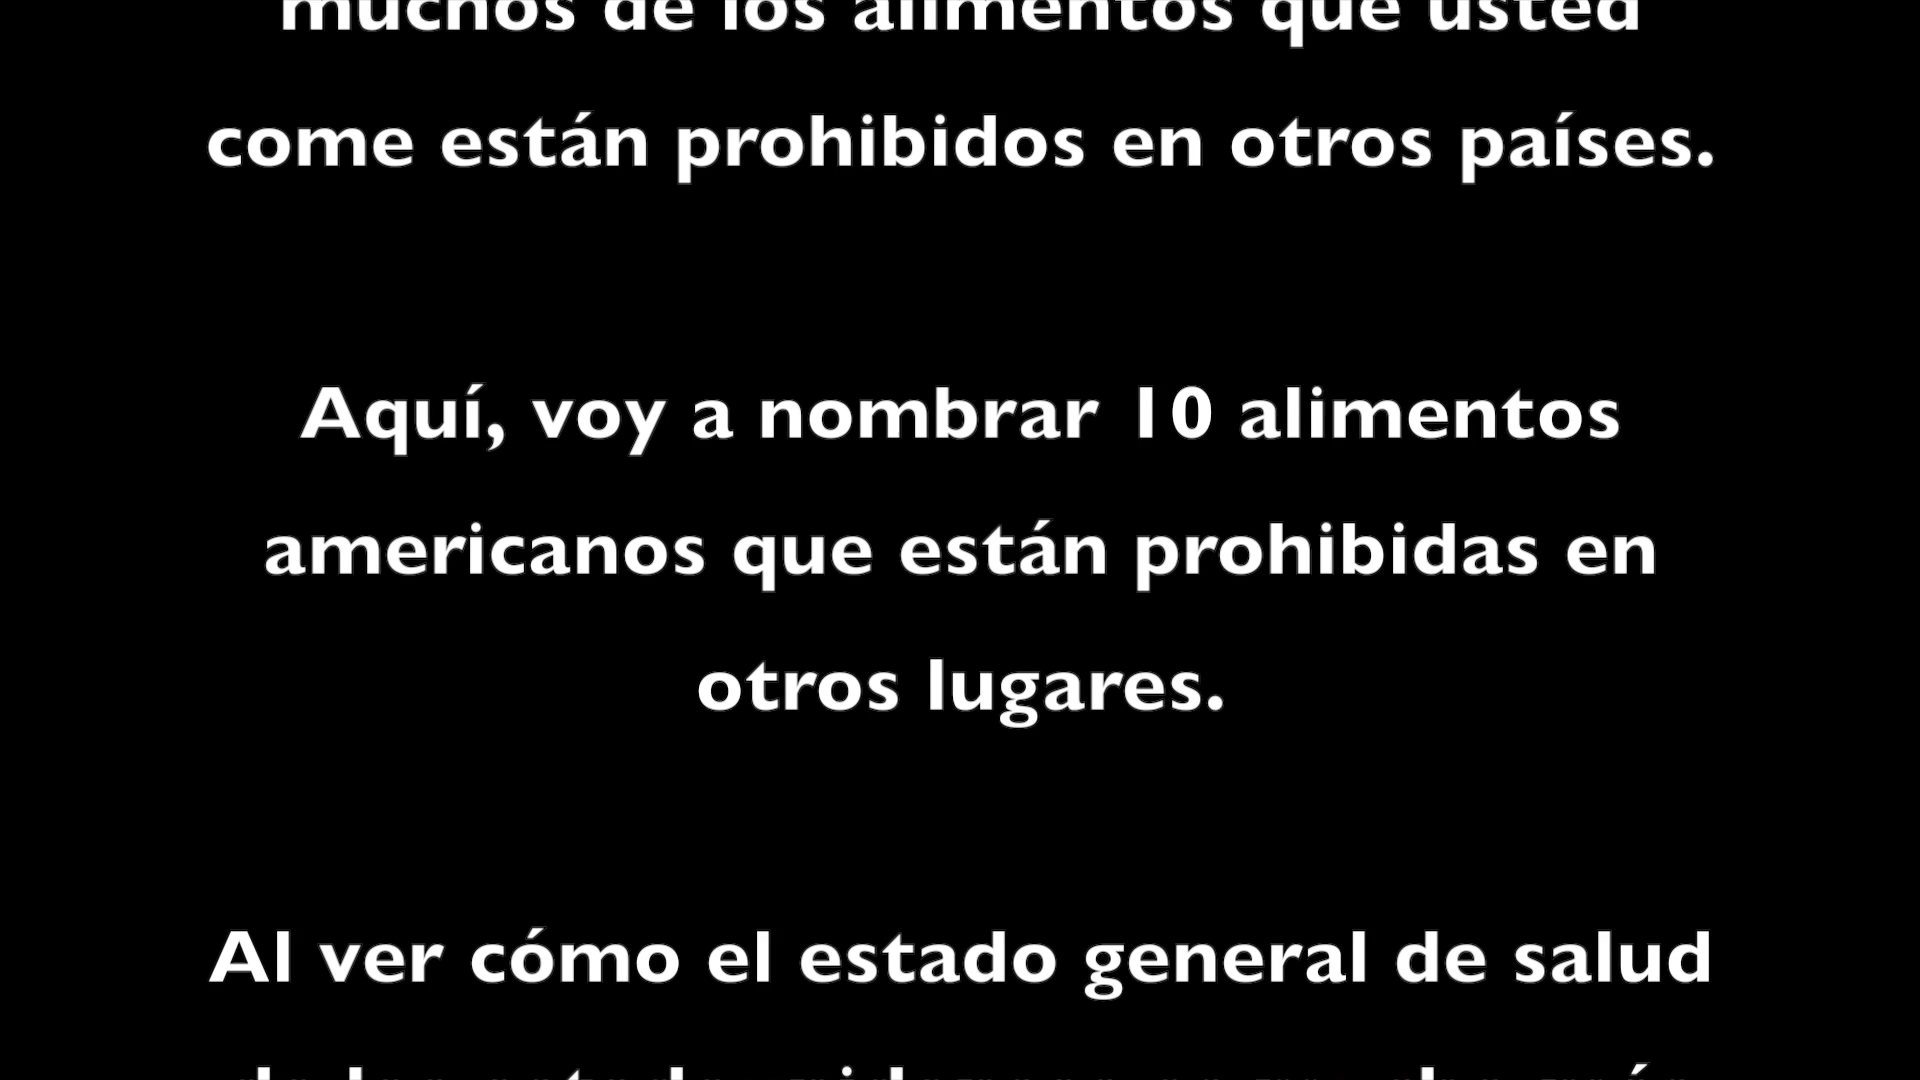 muchos de los alimentos que usted
come están prohibidos en otros países.
Aquí, voy a nombrar 10 alimentos
americanos que están prohibidas en
otros lugares.
Al ver cómo el estado general de salud